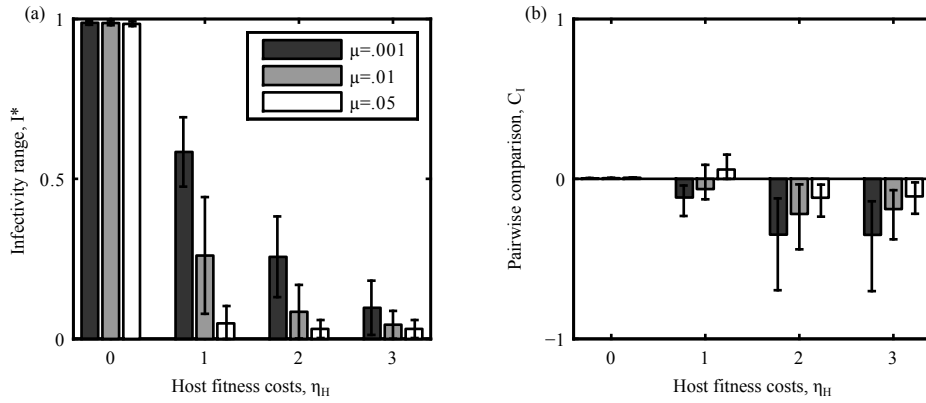 (a)
1
0.5
0
Infectivity range, I*
μ=.001
μ=.01
μ=.05
0 1 2 3
Host fitness costs, ηH
(b)
1
0
−1
Pairwise comparison, CI
0 1 2 3
Host fitness costs, ηH